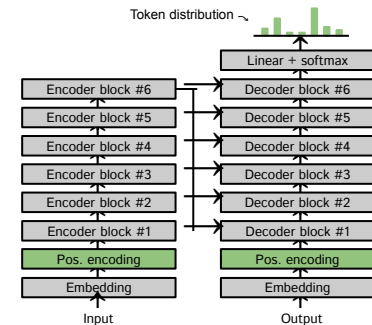 Token distribution
Linear + softmax
Encoder block #6
Decoder block #6
Encoder block #5
Decoder block #5
Encoder block #4
Decoder block #4
Encoder block #3
Decoder block #3
Encoder block #2
Decoder block #2
Encoder block #1
Decoder block #1
Pos. encoding
Pos. encoding
Embedding
Embedding
Input
Output